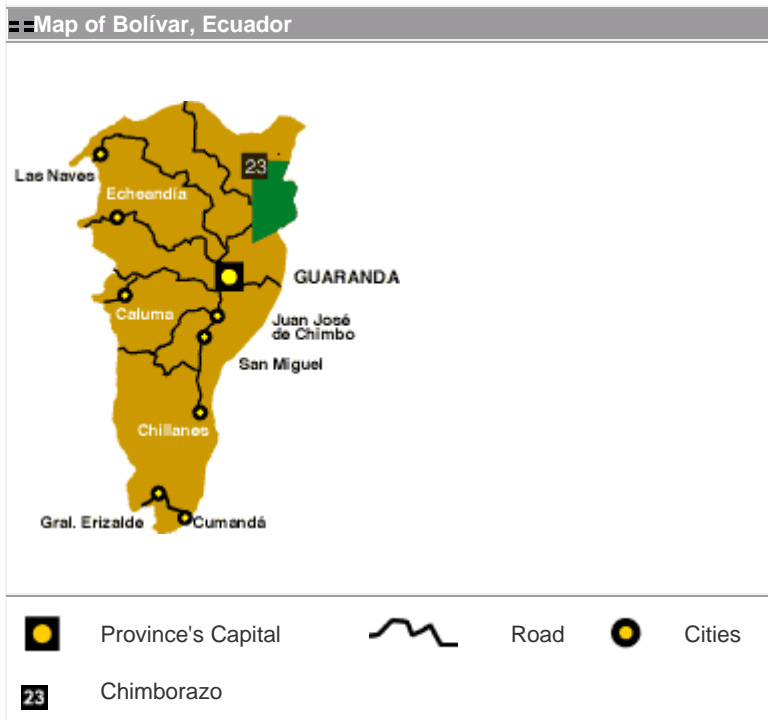 Map of Bolívar, Ecuador
23
Las Naves
Echeandía
GUARANDA
Caluma
Juan José
de Chimbo
San Miguel
Chillanes
Gral. Erizalde
Cumandá
Province's Capital
Road
Cities
23
Chimborazo